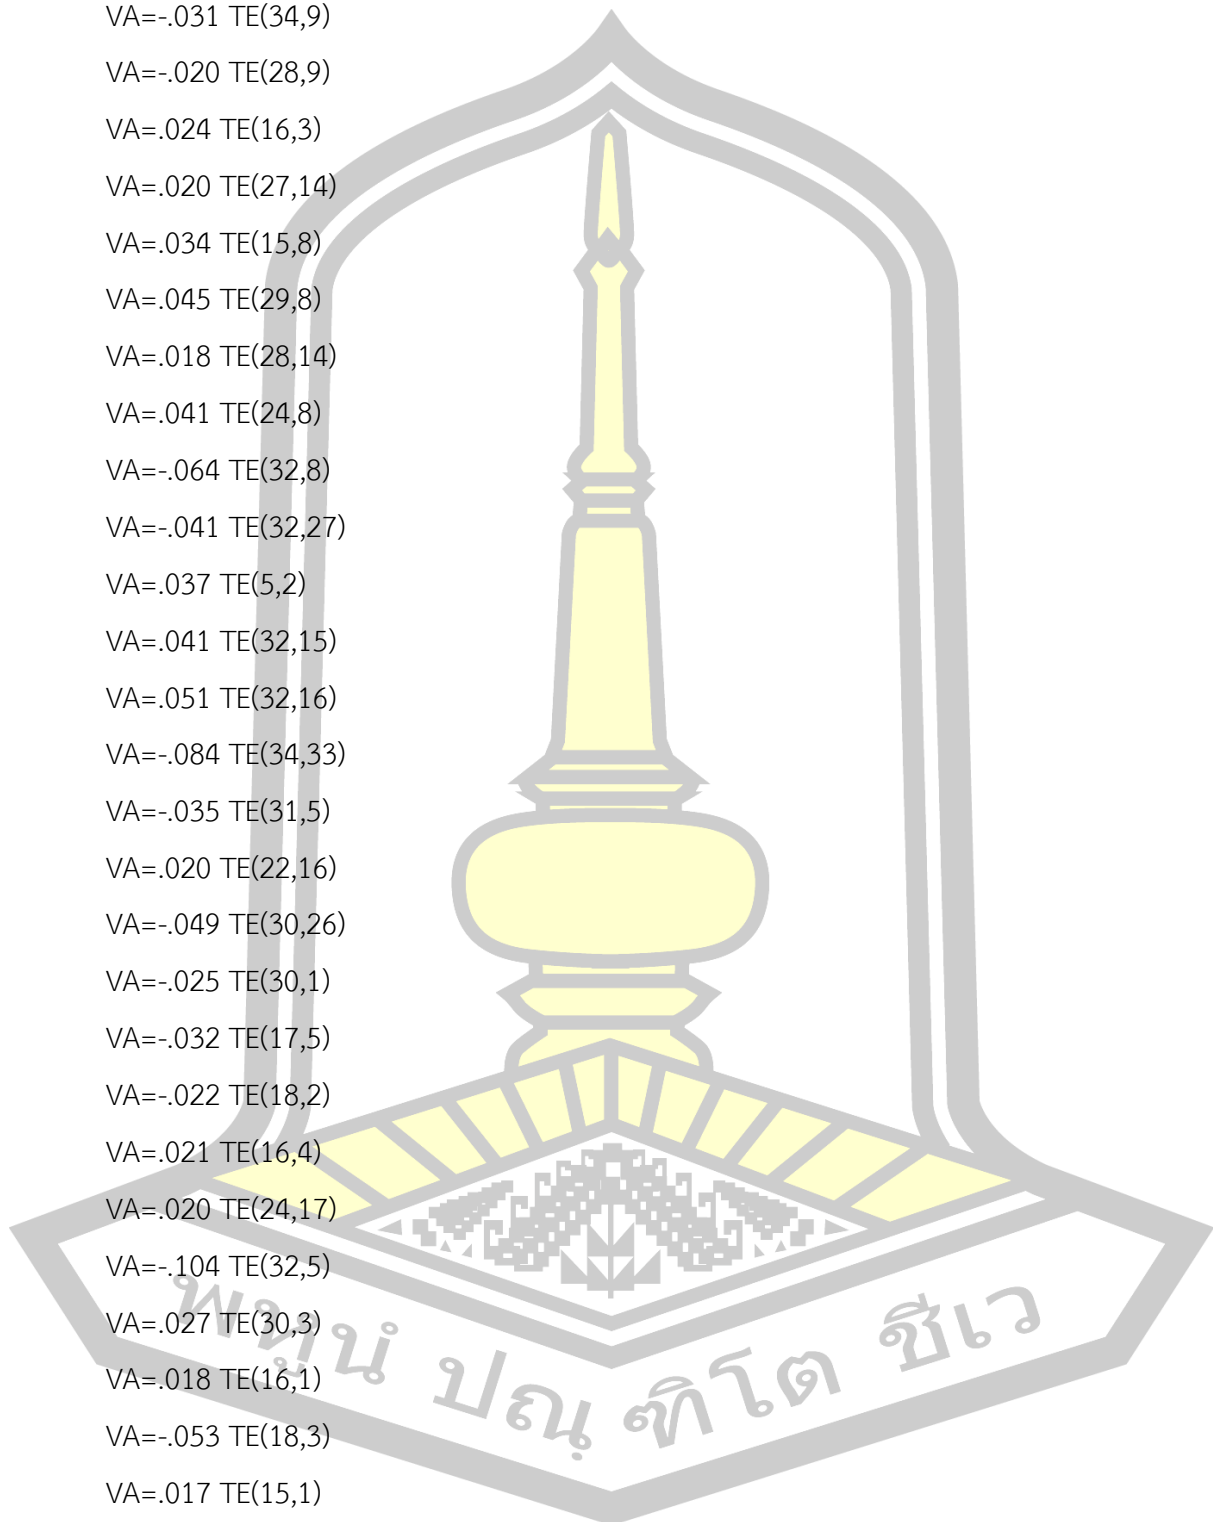 VA=-.031 TE(34,9)
VA=-.020 TE(28,9)
VA=.024 TE(16,3)
VA=.020 TE(27,14)
VA=.034 TE(15,8)
VA=.045 TE(29,8)
VA=.018 TE(28,14)
VA=.041 TE(24,8)
VA=-.064 TE(32,8)
VA=-.041 TE(32,27)
VA=.037 TE(5,2)
VA=.041 TE(32,15)
VA=.051 TE(32,16)
VA=-.084 TE(34,33)
VA=-.035 TE(31,5)
VA=.020 TE(22,16)
VA=-.049 TE(30,26)
VA=-.025 TE(30,1)
VA=-.032 TE(17,5)
VA=-.022 TE(18,2)
VA=.021 TE(16,4)
VA=.020 TE(24,17)
VA=-.104 TE(32,5)
VA=.027 TE(30,3)
VA=.018 TE(16,1)
VA=-.053 TE(18,3)
VA=.017 TE(15,1)
พหูนํ ปณฺฑิโต ชีเว